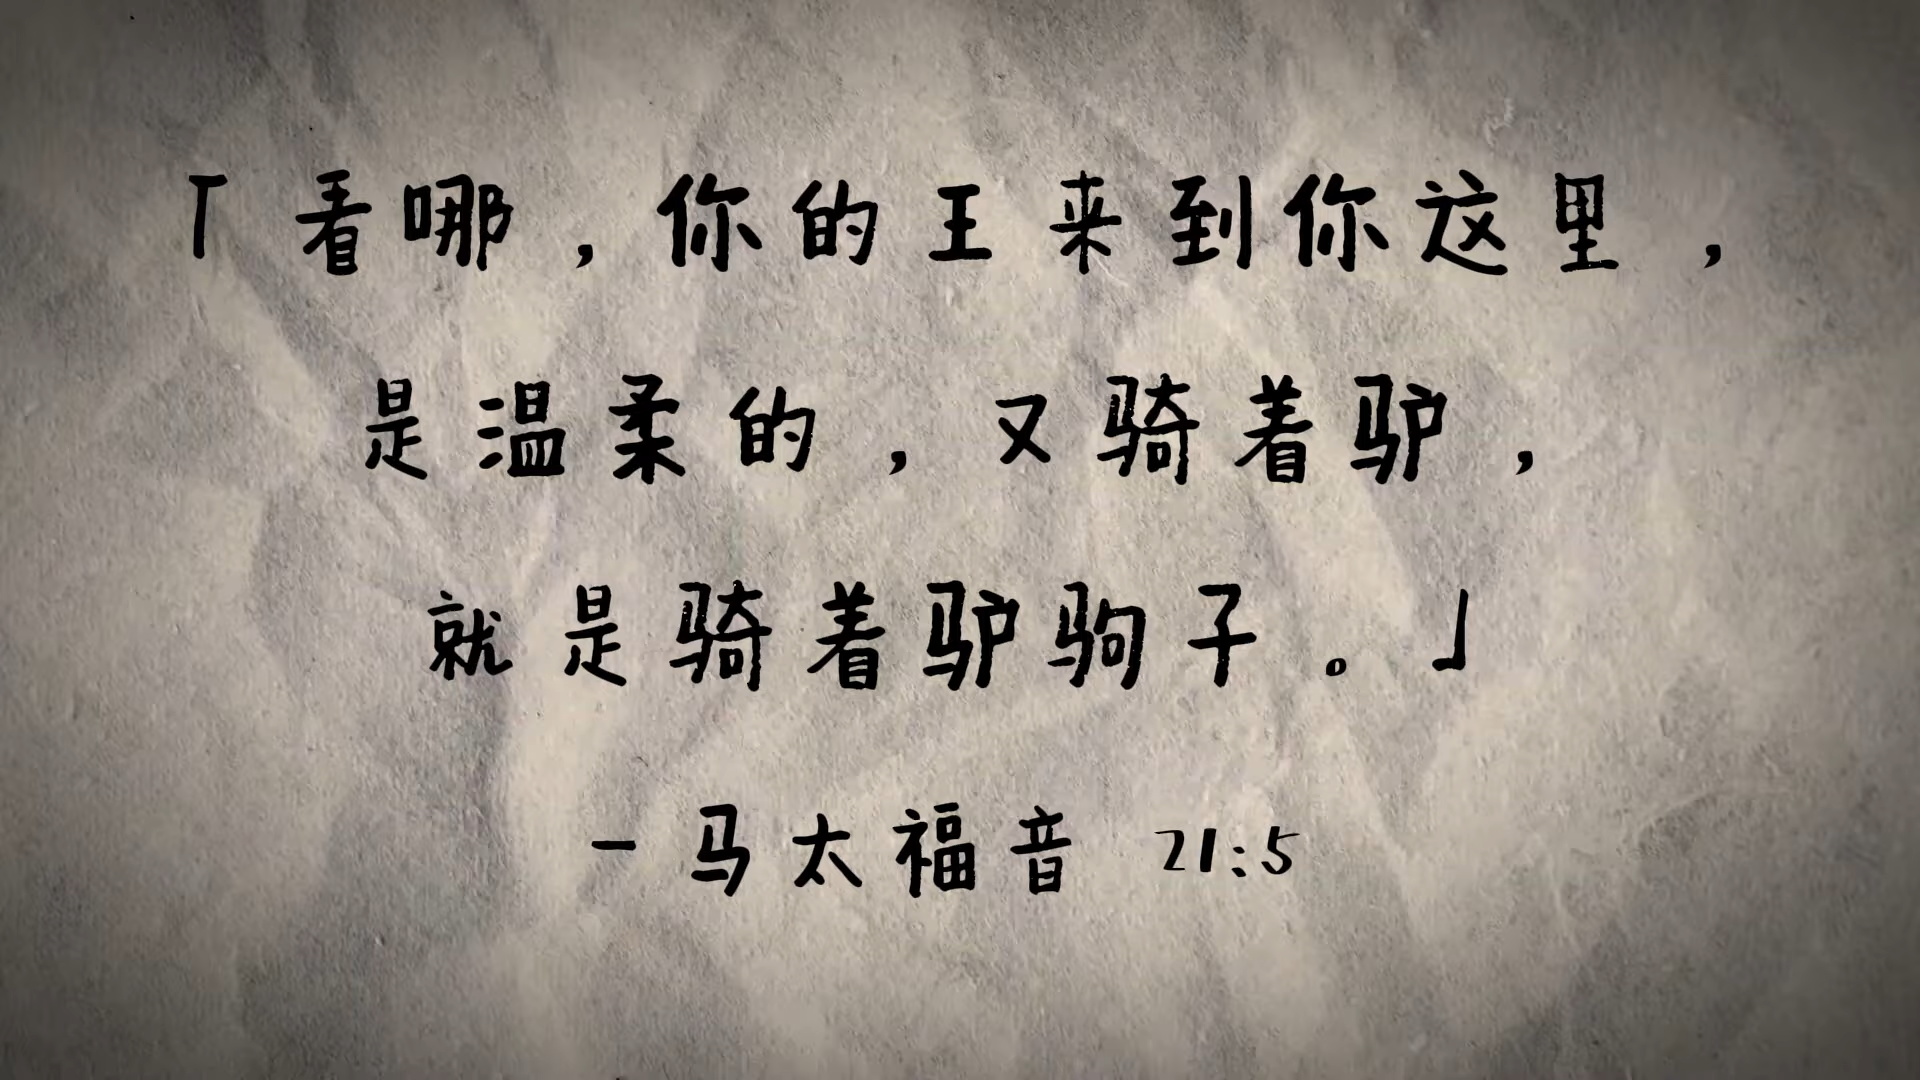 「看哪，你的王来到你这里，
是温柔的，又骑着驴，
就是骑着驴驹子。」
- 马太福音 21:5